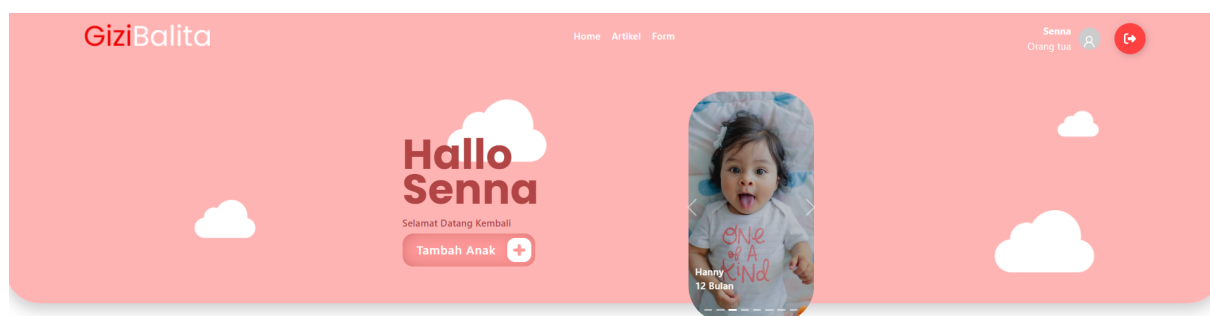 GiziBalita
Home Artikel Form
Senna
Orang tua
Hallo
Senna
Selamat Datang Kembali
Tambah Anak
ONE
OF A
KIND
Hanny
12 Bulan